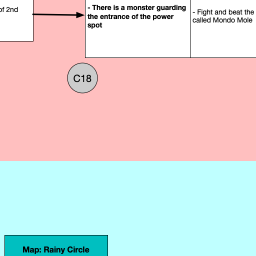 of 2nd
- There is a monster guarding
the entrance of the power
spot
- Fight and beat the
called Mondo Mole
C18
Map: Rainy Circle